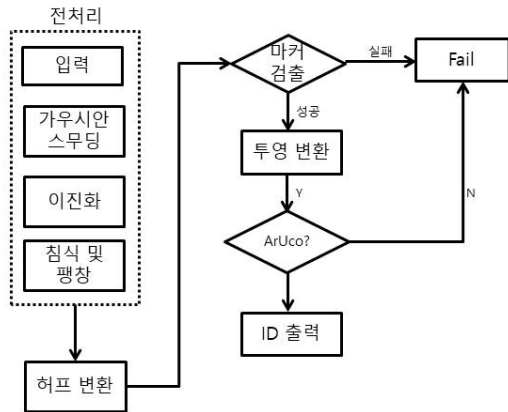 전처리
입력
가우시안
스무딩
이진화
침식 및
팽창
허프 변환
마커
검출
실패
Fail
성공
투영 변환
Y
N
ArUco?
ID 출력